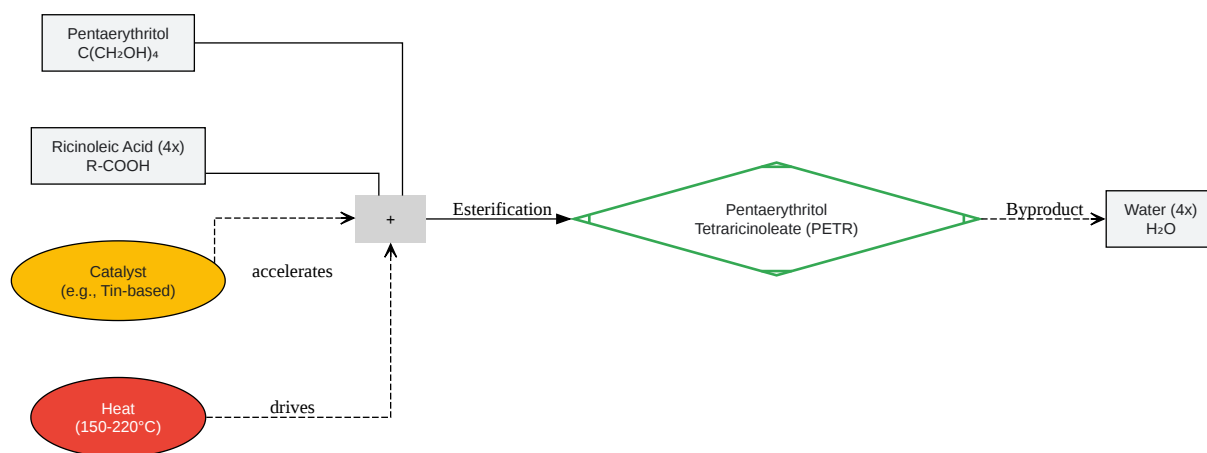 Pentaerythritol
C(CH₂OH)₄
Ricinoleic Acid (4x)
R-COOH
+
Esterification
Pentaerythritol
Tetraricinoleate (PETR)
Byproduct
Water (4x)
H₂O
Catalyst
(e.g., Tin-based)
accelerates
Heat
(150-220°C)
drives